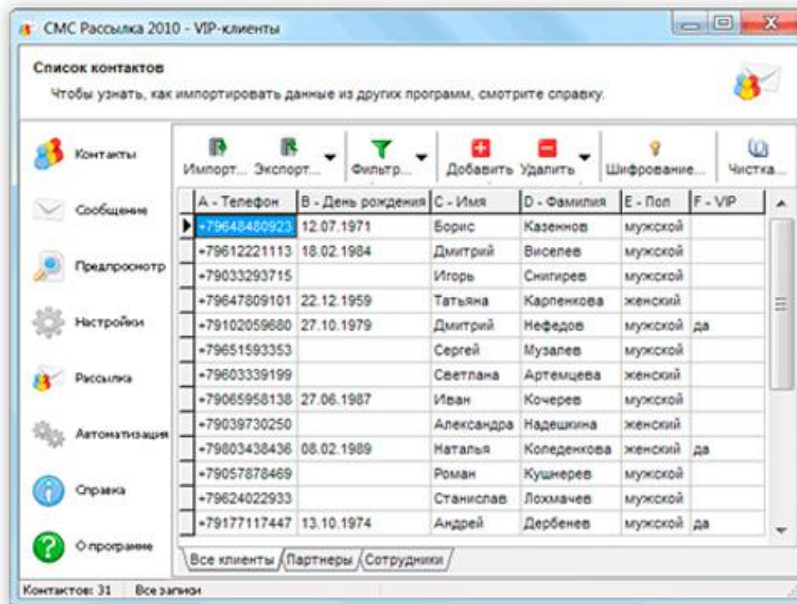 СМС Рассылка 2010 - VIP-клиенты
Список контактов
Чтобы узнать, как импортировать данные из других программ, смотрите справку.
Контакты
Сообщение
Предпросмотр
Настройки
Рассылка
Автоматизация
Справка
О программе
Импорт... Экспорт... Фильтр... Добавить Удалить Шифрование... Чистка...
A - Телефон B - День рождения C - Имя D - Фамилия E - Пол F - VIP
+79648480923 12.07.1971 Борис Казеннов мужской
+79612221113 18.02.1984 Дмитрий Виселев мужской
+79033293715 Игорь Снигирев мужской
+79647809101 22.12.1959 Татьяна Карпенкова женский
+79102059680 27.10.1979 Дмитрий Нефедов мужской да
+79651593353 Сергей Музалев мужской
+79603339199 Светлана Артемцева женский
+79065958138 27.06.1987 Иван Кочерев мужской
+79039730250 Александра Надешкина женский
+79803438436 08.02.1989 Наталья Коледенкова женский да
+79057878469 Роман Кушнерев мужской
+79624022933 Станислав Лохмачев мужской
+79177117447 13.10.1974 Андрей Дербенев мужской да
Все клиенты Партнеры Сотрудники
Контактов: 31 Все записи